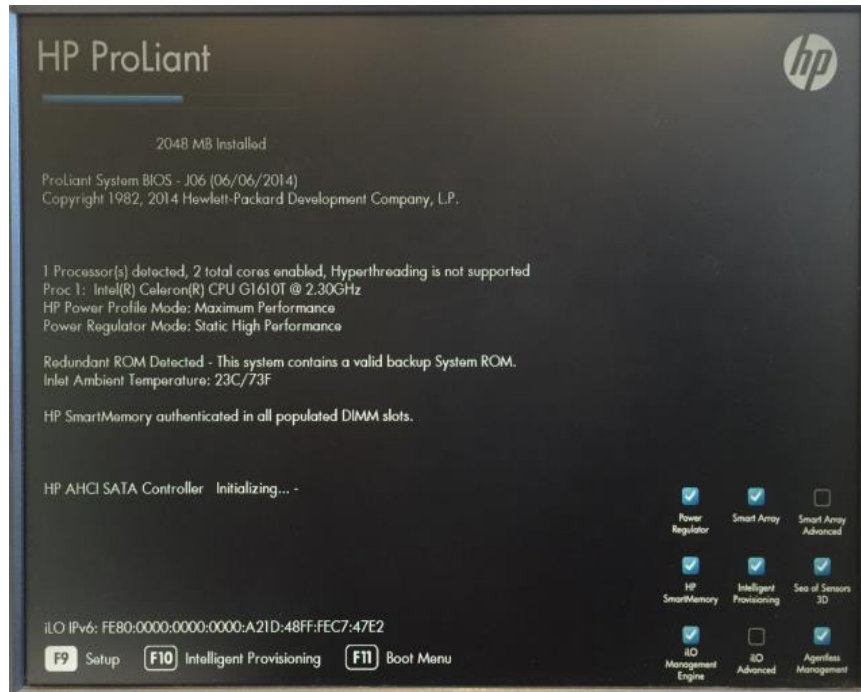 HP ProLiant
hp
2048 MB Installed
ProLiant System BIOS - J06 (06/06/2014)
Copyright 1982, 2014 Hewlett-Packard Development Company, L.P.
1 Processor(s) detected, 2 total cores enabled, Hyperthreading is not supported
Proc 1: Intel(R) Celeron(R) CPU G1610T @ 2.30GHz
HP Power Profile Mode: Maximum Performance
Power Regulator Mode: Static High Performance
Redundant ROM Detected - This system contains a valid backup System ROM.
Inlet Ambient Temperature: 23C/73F
HP SmartMemory authenticated in all populated DIMM slots.
HP AHCI SATA Controller Initializing... -
Power Regulator
Smart Array
Smart Array Advanced
HP SmartMemory
Intelligent Provisioning
Sea of Sensors 3D
iLO Management Engine
iLO Advanced
Agentless Management
iLO IPv6: FE80:0000:0000:0000:A21D:48FF:FEC7:47E2
F9 Setup F10 Intelligent Provisioning F11 Boot Menu